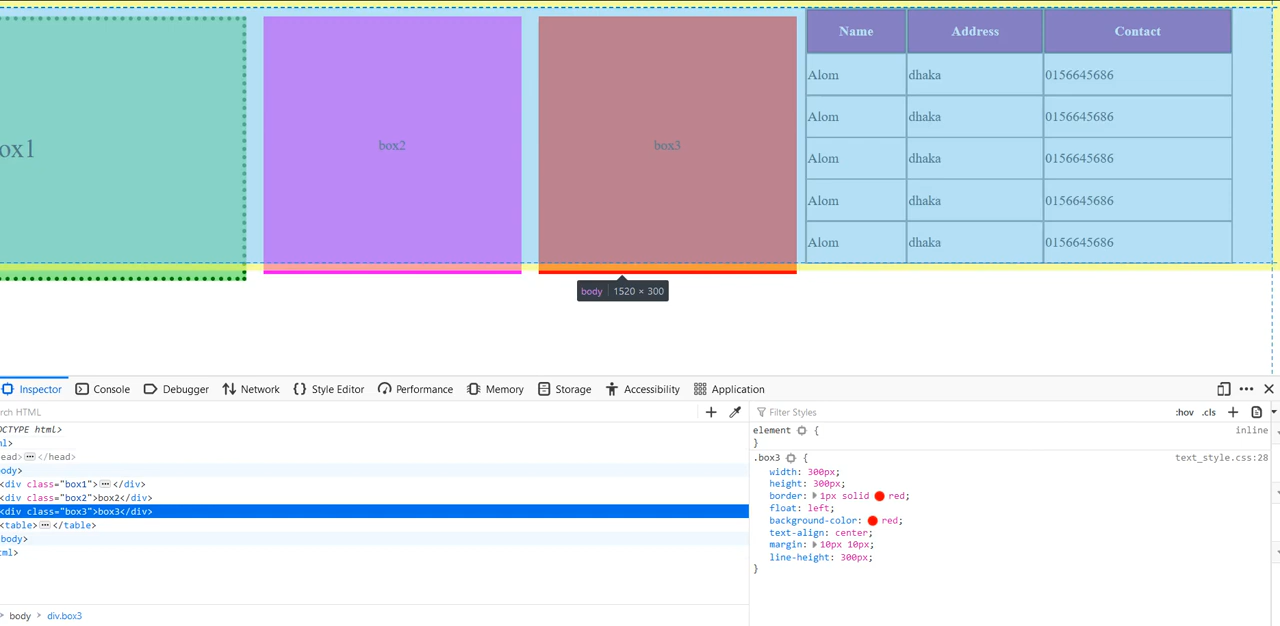 Name Address Contact
Alom dhaka 0156645686
Alom dhaka 0156645686
ox1 box2 box3
Alom dhaka 0156645686
Alom dhaka 0156645686
Alom dhaka 0156645686
body 1520 × 300
Inspector Console Debugger Network Style Editor Performance Memory Storage Accessibility Application
rch HTML
Filter Styles :hov .cls
OCTYPE html>
ml>
ead> ••• </head>
ody>
<div class="box1"> ••• </div>
<div class="box2">box2</div>
<div class="box3">box3</div>
<table> ••• </table>
body>
tml>
> body > div.box3
element { inline
}
.box3 { text_style.css:28
width: 300px;
height: 300px;
border: 1px solid red;
float: left;
background-color: red;
text-align: center;
margin: 10px 10px;
line-height: 300px;
}